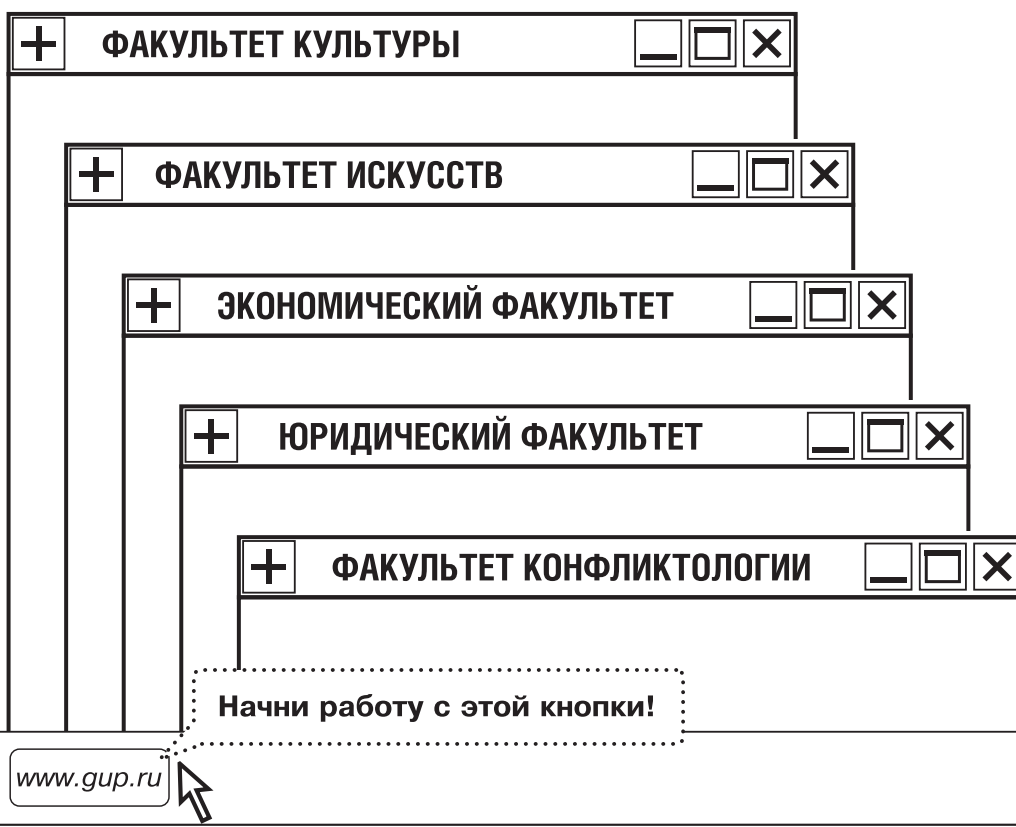 ФАКУЛЬТЕТ КУЛЬТУРЫ
ФАКУЛЬТЕТ ИСКУССТВ
ЭКОНОМИЧЕСКИЙ ФАКУЛЬТЕТ
ЮРИДИЧЕСКИЙ ФАКУЛЬТЕТ
ФАКУЛЬТЕТ КОНФЛИКТОЛОГИИ
Начни работу с этой кнопки!
www.gup.ru